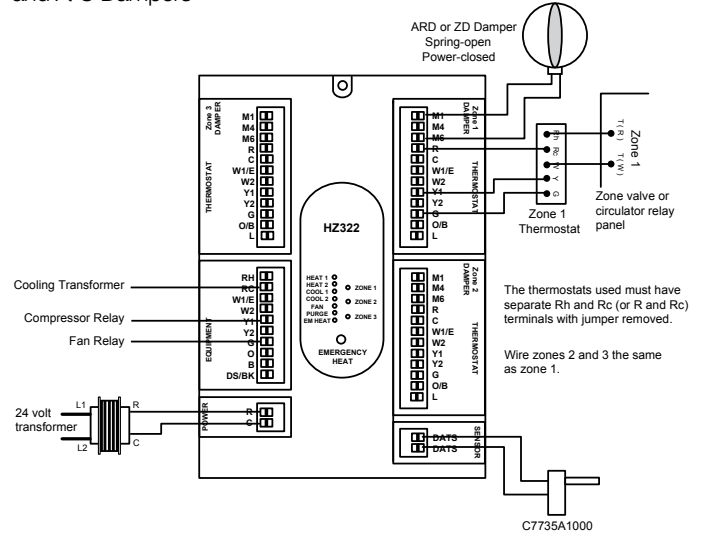 and N-O Dampers
ARD or ZD Damper
Spring-open
Power-closed
Zone 3
DAMPER
M1
M4
M6
R
C
W1/E
W2
Y1
Y2
G
O/B
L
THERMOSTAT
Zone 1
DAMPER
M1
M4
M6
R
C
W1/E
W2
Y1
Y2
G
O/B
L
THERMOSTAT
Rh
Rc
W
Y
G
Zone 1
Thermostat
T(R)
T(W)
Zone 1
Zone valve or
circulator relay
panel
HZ322
HEAT 1
HEAT 2
COOL 1
COOL 2
FAN
PURGE
EM HEAT
ZONE 1
ZONE 2
ZONE 3
EMERGENCY
HEAT
Cooling Transformer
Compressor Relay
Fan Relay
RH
RC
W1/E
W2
Y1
Y2
G
O
B
DS/BK
EQUIPMENT
Zone 2
DAMPER
M1
M4
M6
R
C
W1/E
W2
Y1
Y2
G
O/B
L
THERMOSTAT
The thermostats used must have
separate Rh and Rc (or R and Rc)
terminals with jumper removed.
Wire zones 2 and 3 the same
as zone 1.
24 volt
transformer
L1
L2
R
C
POWER
R
C
DATS
DATS
SENSOR
C7735A1000